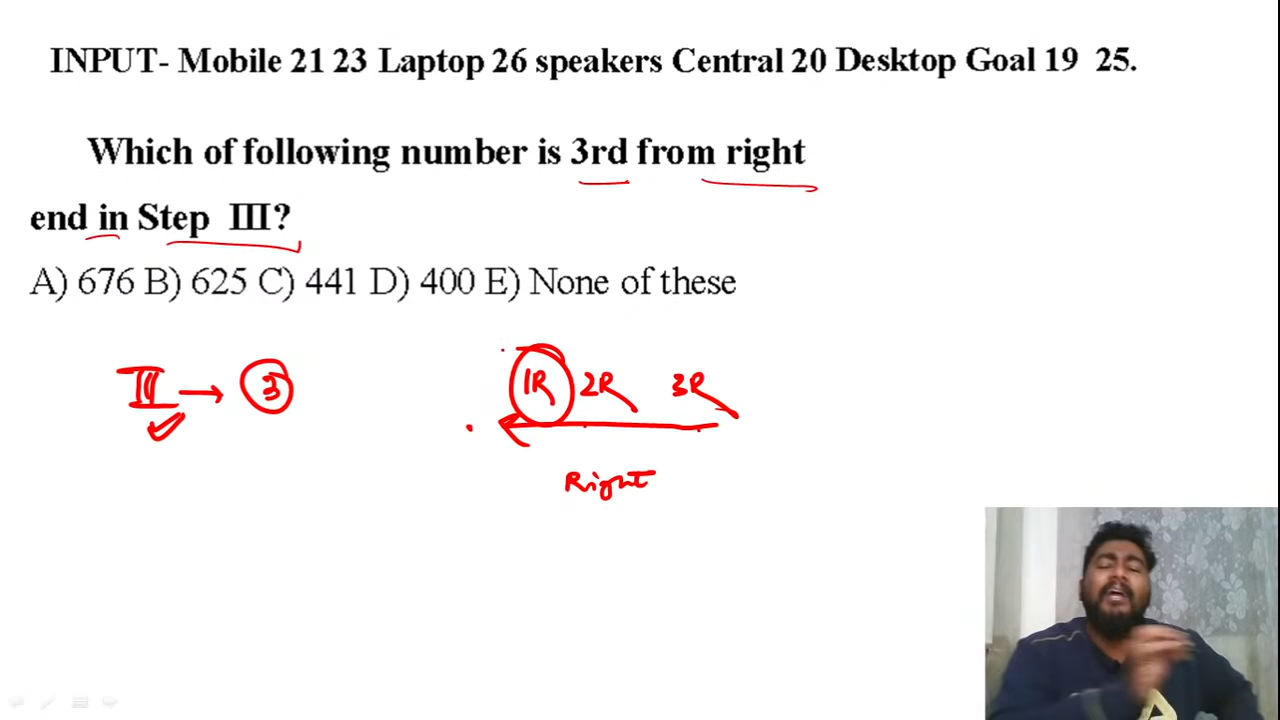 INPUT- Mobile 21 23 Laptop 26 speakers Central 20 Desktop Goal 19 25.
Which of following number is 3rd from right
end in Step III?
A) 676 B) 625 C) 441 D) 400 E) None of these
III → 3 1R 2R 3R
Right